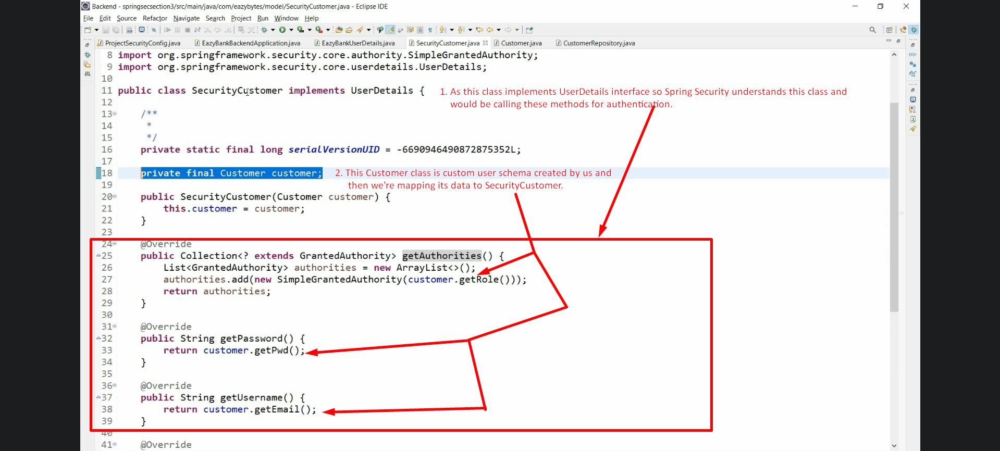 Backend - springsecsection3/src/main/java/com/eazybytes/model/SecurityCustomer.java - Eclipse IDE
File Edit Source Refactor Navigate Search Project Run Window Help
ProjectSecurityConfig.java EazyBankBackendApplication.java EazyBankUserDetails.java SecurityCustomer.java Customer.java CustomerRepository.java
8 import org.springframework.security.core.authority.SimpleGrantedAuthority;
9 import org.springframework.security.core.userdetails.UserDetails;
10
11 public class SecurityCustomer implements UserDetails {
1. As this class implements UserDetails interface so Spring Security understands this class and
would be calling these methods for authentication.
12
13 /**
14 *
15 */
16 private static final long serialVersionUID = -6690946490872875352L;
17
18 private final Customer customer;
2. This Customer class is custom user schema created by us and
then we're mapping its data to SecurityCustomer.
19
20 public SecurityCustomer(Customer customer) {
21 this.customer = customer;
22 }
23
24 @Override
25 public Collection<? extends GrantedAuthority> getAuthorities() {
26 List<GrantedAuthority> authorities = new ArrayList<>();
27 authorities.add(new SimpleGrantedAuthority(customer.getRole()));
28 return authorities;
29 }
30
31 @Override
32 public String getPassword() {
33 return customer.getPwd();
34 }
35
36 @Override
37 public String getUsername() {
38 return customer.getEmail();
39 }
40
41 @Override